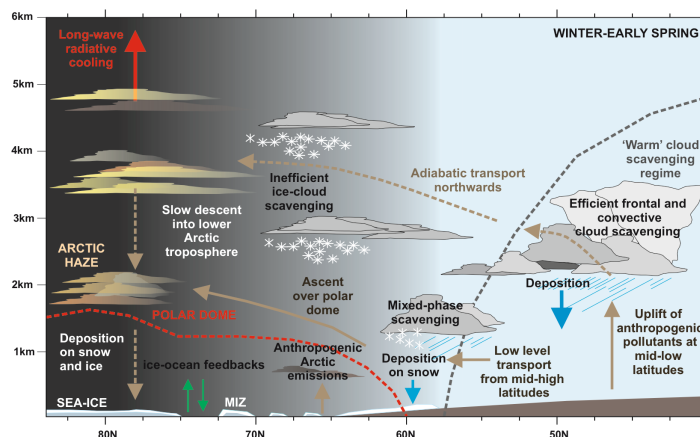 6km
5km
4km
3km
2km
1km
Long-wave
radiative
cooling
WINTER-EARLY SPRING
'Warm' cloud
scavenging
regime
Adiabatic transport
northwards
Inefficient
ice-cloud
scavenging
Efficient frontal and
convective
cloud scavenging
Slow descent
into lower
Arctic
troposphere
ARCTIC
HAZE
Ascent
over polar
dome
Deposition
Mixed-phase
scavenging
POLAR DOME
Uplift of
anthropogenic
pollutants at
mid-low
latitudes
Deposition
on snow
and ice
ice-ocean feedbacks
Anthropogenic
Arctic
emissions
Deposition
on snow
Low level
transport
from mid-high
latitudes
SEA-ICE
MIZ
80N
70N
60N
50N